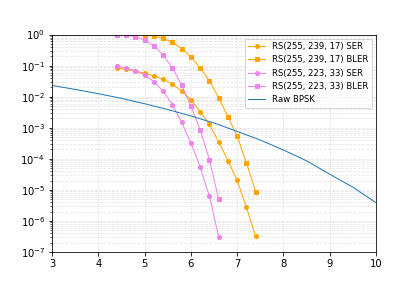 10⁰
10⁻¹
10⁻²
10⁻³
10⁻⁴
10⁻⁵
10⁻⁶
10⁻⁷
RS(255, 239, 17) SER
RS(255, 239, 17) BLER
RS(255, 223, 33) SER
RS(255, 223, 33) BLER
Raw BPSK
3 4 5 6 7 8 9 10